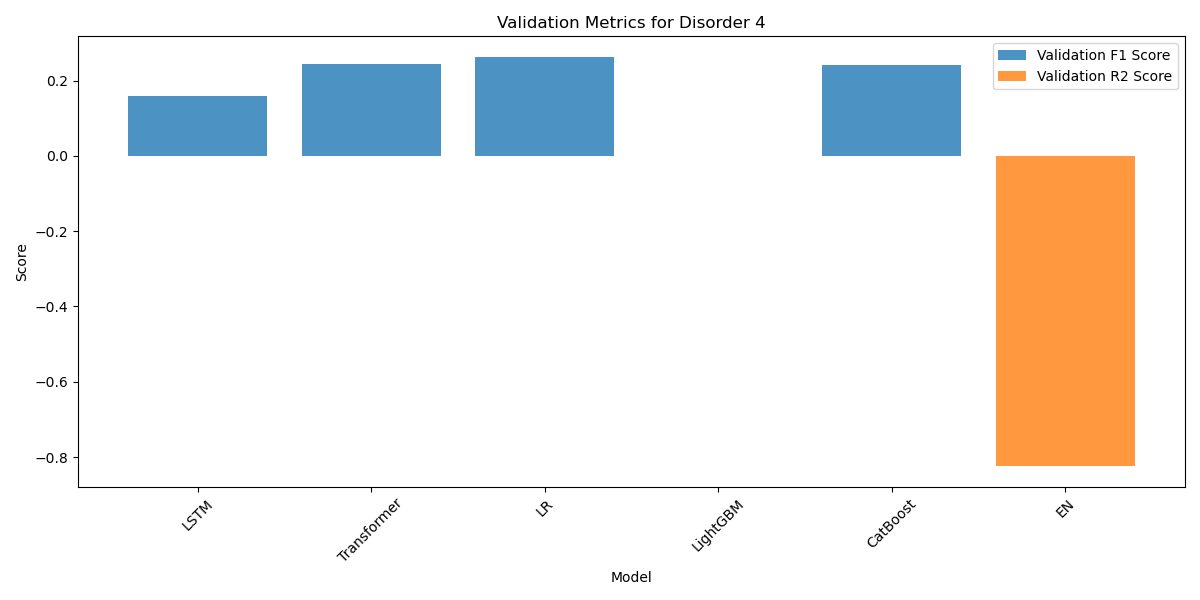 Validation Metrics for Disorder 4
Validation F1 Score
Validation R2 Score
0.2
0.0
−0.2
−0.4
−0.6
−0.8
Score
LSTM
Transformer
LR
LightGBM
CatBoost
EN
Model